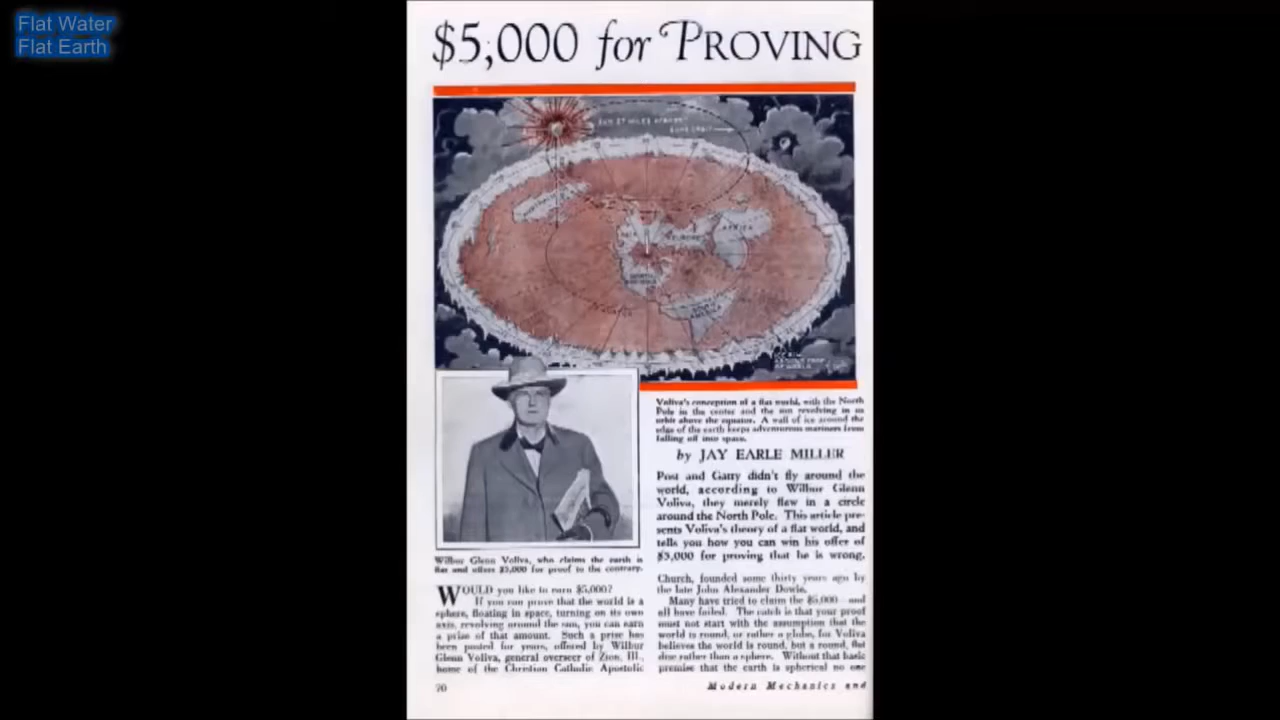 Flat Water
Flat Earth
$5,000 for PROVING
SUN ORBIT
AUSTRALIA
ASIA
EUROPE
AFRICA
NORTH AMERICA
EQUATOR
SOUTH AMERICA
Voliva's conception of a flat world, with the North
Pole in the center and the sun revolving in its
orbit above the equator. A wall of ice around the
edge of the earth keeps adventurous mariners from
falling off into space.
by JAY EARLE MILLER
Post and Gatty didn't fly around the
world, according to Wilbur Glenn
Voliva, they merely flew in a circle
around the North Pole. This article pre-
sents Voliva's theory of a flat world, and
tells you how you can win his offer of
$5,000 for proving that he is wrong.
Wilbur Glenn Voliva, who claims the earth is
flat and offers $5,000 for proof to the contrary.
WOULD you like to earn $5,000?
If you can prove that the world is a
sphere, floating in space, turning on its own
axis, revolving around the sun, you can earn
a prize of that amount. Such a prize has
been posted for years, offered by Wilbur
Glenn Voliva, general overseer of Zion, Ill.,
home of the Christian Catholic Apostolic
Church, founded some thirty years ago by
the late John Alexander Dowie.
Many have tried to claim the $5,000 and
all have failed. The catch is that your proof
must not start with the assumption that the
world is round, or rather a globe, for Voliva
believes the world is round, but a round, flat
disc rather than a sphere. Without that basic
premise that the earth is spherical no one
70
Modern Mechanics and